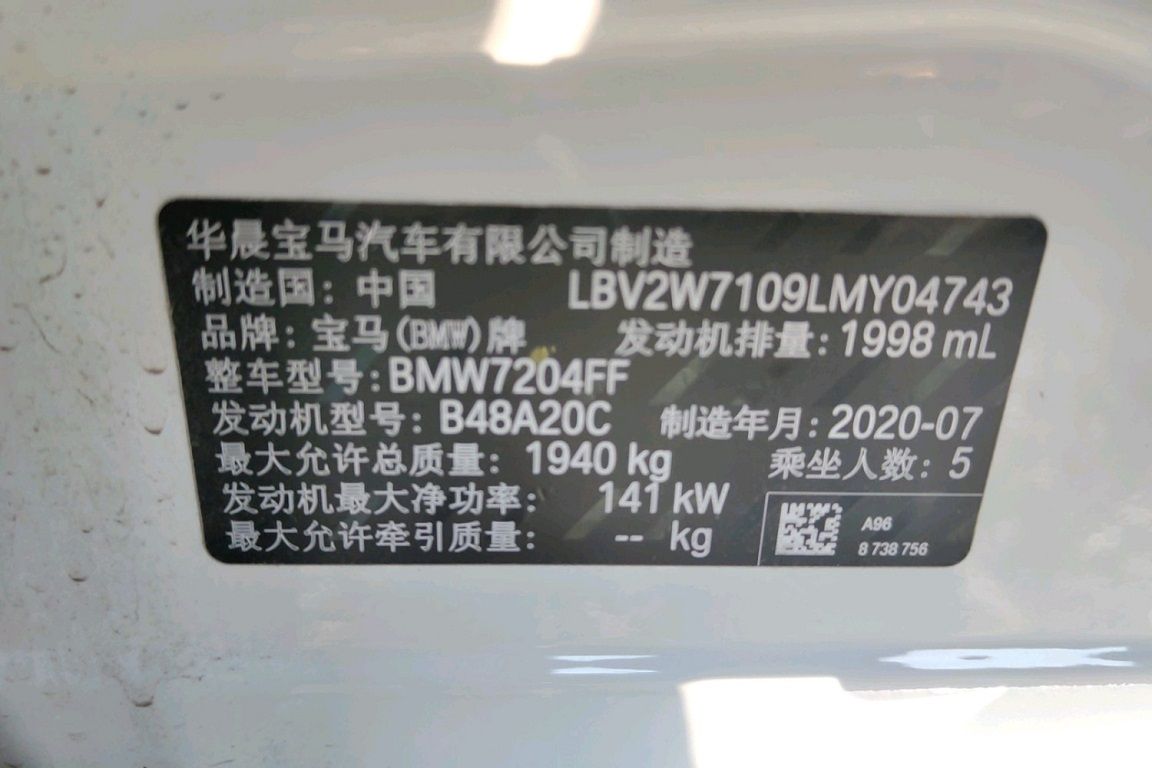 华晨宝马汽车有限公司制造
制造国：中国 LBV2W7109LMY04743
品牌：宝马(BMW)牌 发动机排量：1998 mL
整车型号：BMW7204FF
发动机型号：B48A20C 制造年月：2020-07
最大允许总质量：1940 kg 乘坐人数：5
发动机最大净功率：141 kW
最大允许牵引质量：-- kg
A96
8 738 756